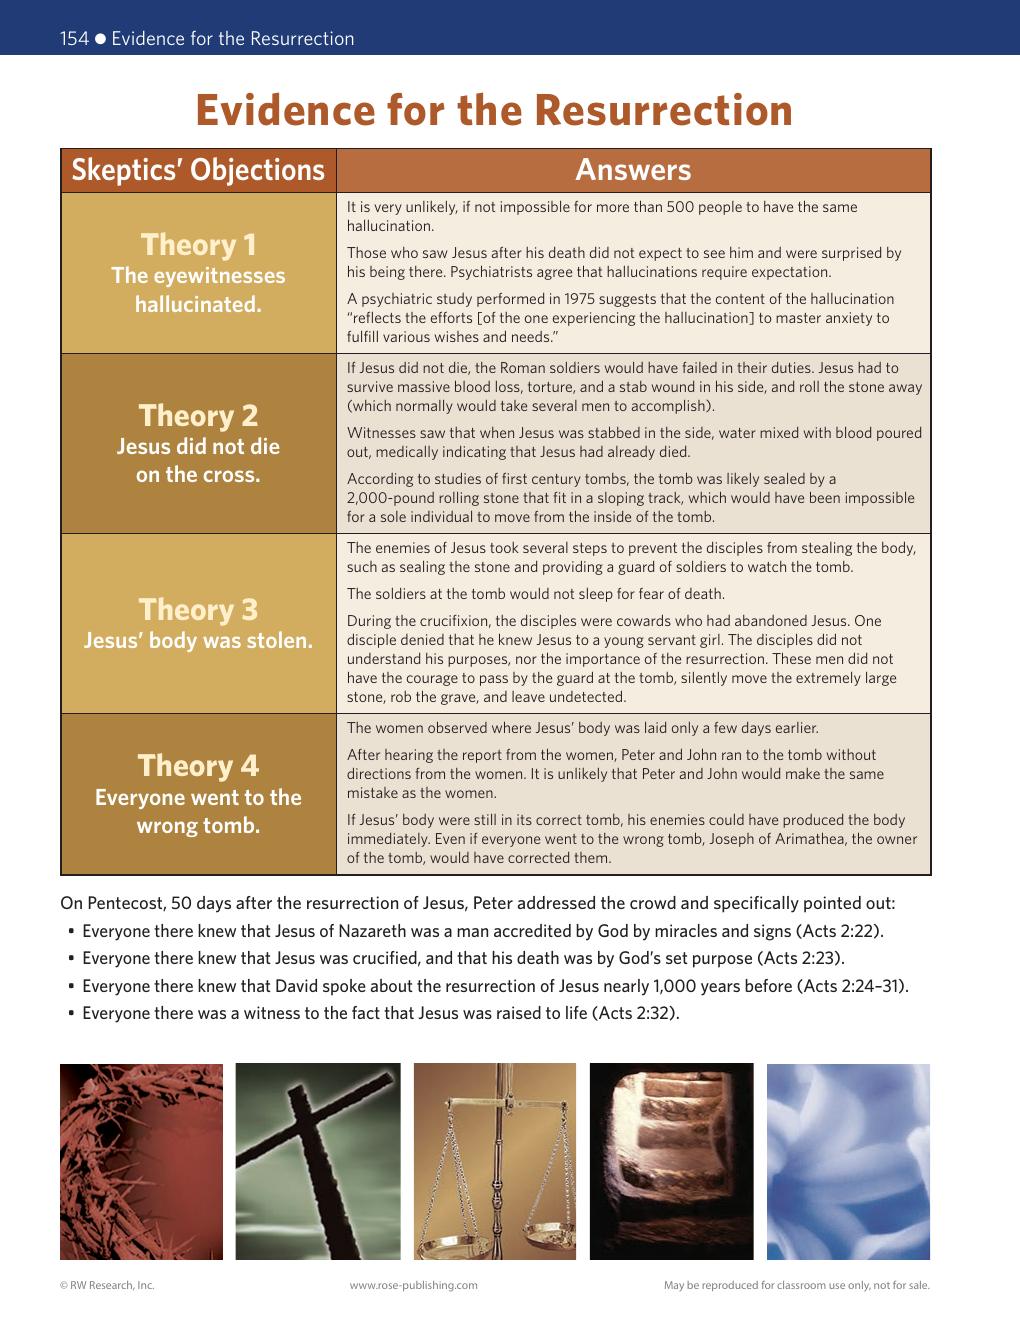 154 ● Evidence for the Resurrection
Evidence for the Resurrection
Skeptics’ Objections
Answers
Theory 1
The eyewitnesses
hallucinated.
It is very unlikely, if not impossible for more than 500 people to have the same
hallucination.
Those who saw Jesus after his death did not expect to see him and were surprised by
his being there. Psychiatrists agree that hallucinations require expectation.
A psychiatric study performed in 1975 suggests that the content of the hallucination
“reflects the efforts [of the one experiencing the hallucination] to master anxiety to
fulfill various wishes and needs.”
Theory 2
Jesus did not die
on the cross.
If Jesus did not die, the Roman soldiers would have failed in their duties. Jesus had to
survive massive blood loss, torture, and a stab wound in his side, and roll the stone away
(which normally would take several men to accomplish).
Witnesses saw that when Jesus was stabbed in the side, water mixed with blood poured
out, medically indicating that Jesus had already died.
According to studies of first century tombs, the tomb was likely sealed by a
2,000-pound rolling stone that fit in a sloping track, which would have been impossible
for a sole individual to move from the inside of the tomb.
Theory 3
Jesus’ body was stolen.
The enemies of Jesus took several steps to prevent the disciples from stealing the body,
such as sealing the stone and providing a guard of soldiers to watch the tomb.
The soldiers at the tomb would not sleep for fear of death.
During the crucifixion, the disciples were cowards who had abandoned Jesus. One
disciple denied that he knew Jesus to a young servant girl. The disciples did not
understand his purposes, nor the importance of the resurrection. These men did not
have the courage to pass by the guard at the tomb, silently move the extremely large
stone, rob the grave, and leave undetected.
Theory 4
Everyone went to the
wrong tomb.
The women observed where Jesus’ body was laid only a few days earlier.
After hearing the report from the women, Peter and John ran to the tomb without
directions from the women. It is unlikely that Peter and John would make the same
mistake as the women.
If Jesus’ body were still in its correct tomb, his enemies could have produced the body
immediately. Even if everyone went to the wrong tomb, Joseph of Arimathea, the owner
of the tomb, would have corrected them.
On Pentecost, 50 days after the resurrection of Jesus, Peter addressed the crowd and specifically pointed out:
• Everyone there knew that Jesus of Nazareth was a man accredited by God by miracles and signs (Acts 2:22).
• Everyone there knew that Jesus was crucified, and that his death was by God’s set purpose (Acts 2:23).
• Everyone there knew that David spoke about the resurrection of Jesus nearly 1,000 years before (Acts 2:24–31).
• Everyone there was a witness to the fact that Jesus was raised to life (Acts 2:32).
© RW Research, Inc.
www.rose-publishing.com
May be reproduced for classroom use only, not for sale.